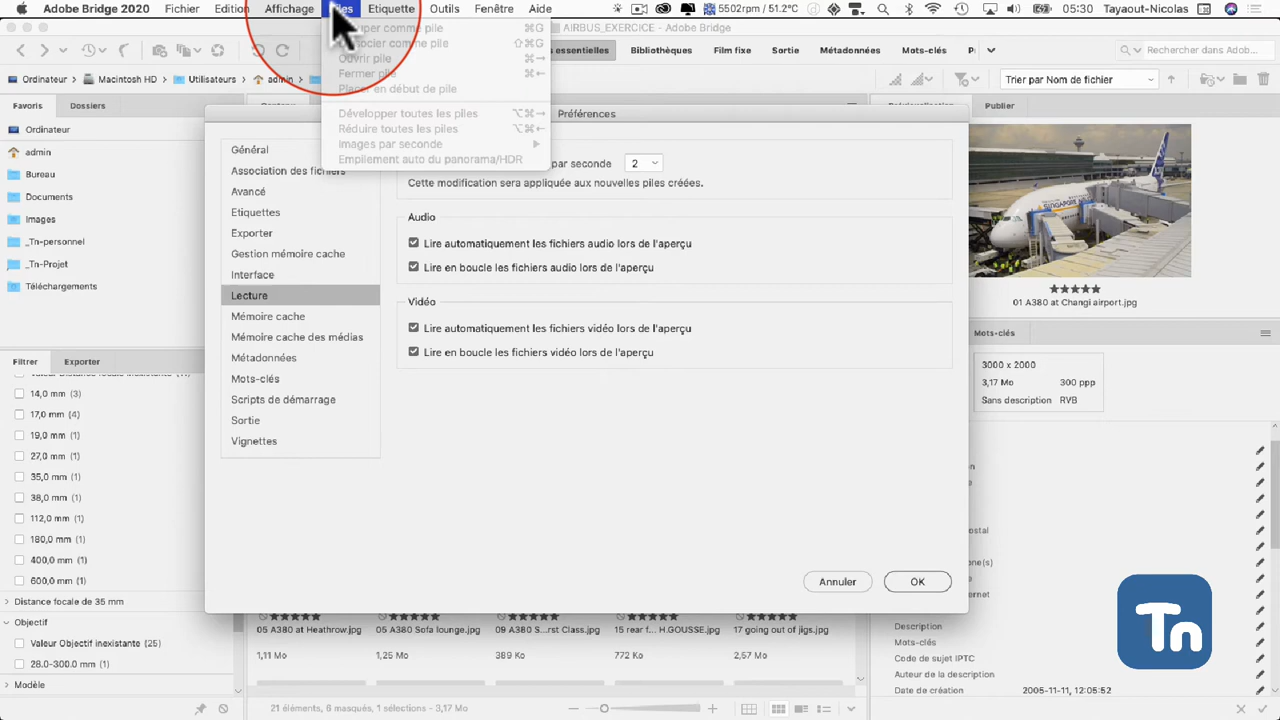 Adobe Bridge 2020 Fichier Edition Affichage Piles Etiquette Outils Fenêtre Aide 5502rpm / 51.2°C 05:30 Tayaout-Nicolas
AIRBUS_EXERCICE - Adobe Bridge
essentielles Bibliothèques Film fixe Sortie Métadonnées Mots-clés Rechercher dans Adob...
Ordinateur Macintosh HD Utilisateurs admin Trier par Nom de fichier
comme pile ⌘G
comme pile ⇧⌘G
Ouvrir pile ⌘→
Fermer pile ⌘←
Placer en début de pile
Développer toutes les piles ⌥⌘→
Réduire toutes les piles ⌥⌘←
Images par seconde
Empilement auto du panorama/HDR
Favoris Dossiers
Ordinateur
admin
Bureau
Documents
Images
_Tn-personnel
_Tn-Projet
Téléchargements
Préférences
Général
Association des fichiers
Avancé
Etiquettes
Exporter
Gestion mémoire cache
Interface
Lecture
Mémoire cache
Mémoire cache des médias
Métadonnées
Mots-clés
Scripts de démarrage
Sortie
Vignettes
par seconde 2
Cette modification sera appliquée aux nouvelles piles créées.
Audio
Lire automatiquement les fichiers audio lors de l'aperçu
Lire en boucle les fichiers audio lors de l'aperçu
Vidéo
Lire automatiquement les fichiers vidéo lors de l'aperçu
Lire en boucle les fichiers vidéo lors de l'aperçu
Annuler OK
Publier
SINGAPORE
★★★★★
01 A380 at Changi airport.jpg
Mots-clés
3000 x 2000
3,17 Mo 300 ppp
Sans description RVB
Filtrer Exporter
14,0 mm (3)
17,0 mm (4)
19,0 mm (1)
27,0 mm (1)
35,0 mm (1)
38,0 mm (1)
112,0 mm (1)
180,0 mm (1)
400,0 mm (1)
600,0 mm (1)
Distance focale de 35 mm
Objectif
Valeur Objectif inexistante (25)
28.0-300.0 mm (1)
Modèle
★★★★★ ★★★★★ ★★★★★ ★★★★★ ★★★★★
05 A380 at Heathrow.jpg 05 A380 Sofa lounge.jpg 09 A380 S...rst Class.jpg 15 rear f... H.GOUSSE.jpg 17 going out of jigs.jpg
1,11 Mo 1,25 Mo 389 Ko 772 Ko 2,57 Mo
21 éléments, 6 masqués, 1 sélections - 3,17 Mo
Description
Mots-clés
Code de sujet IPTC
Auteur de la description
Date de création 2005-11-11, 12:05:52
Tn